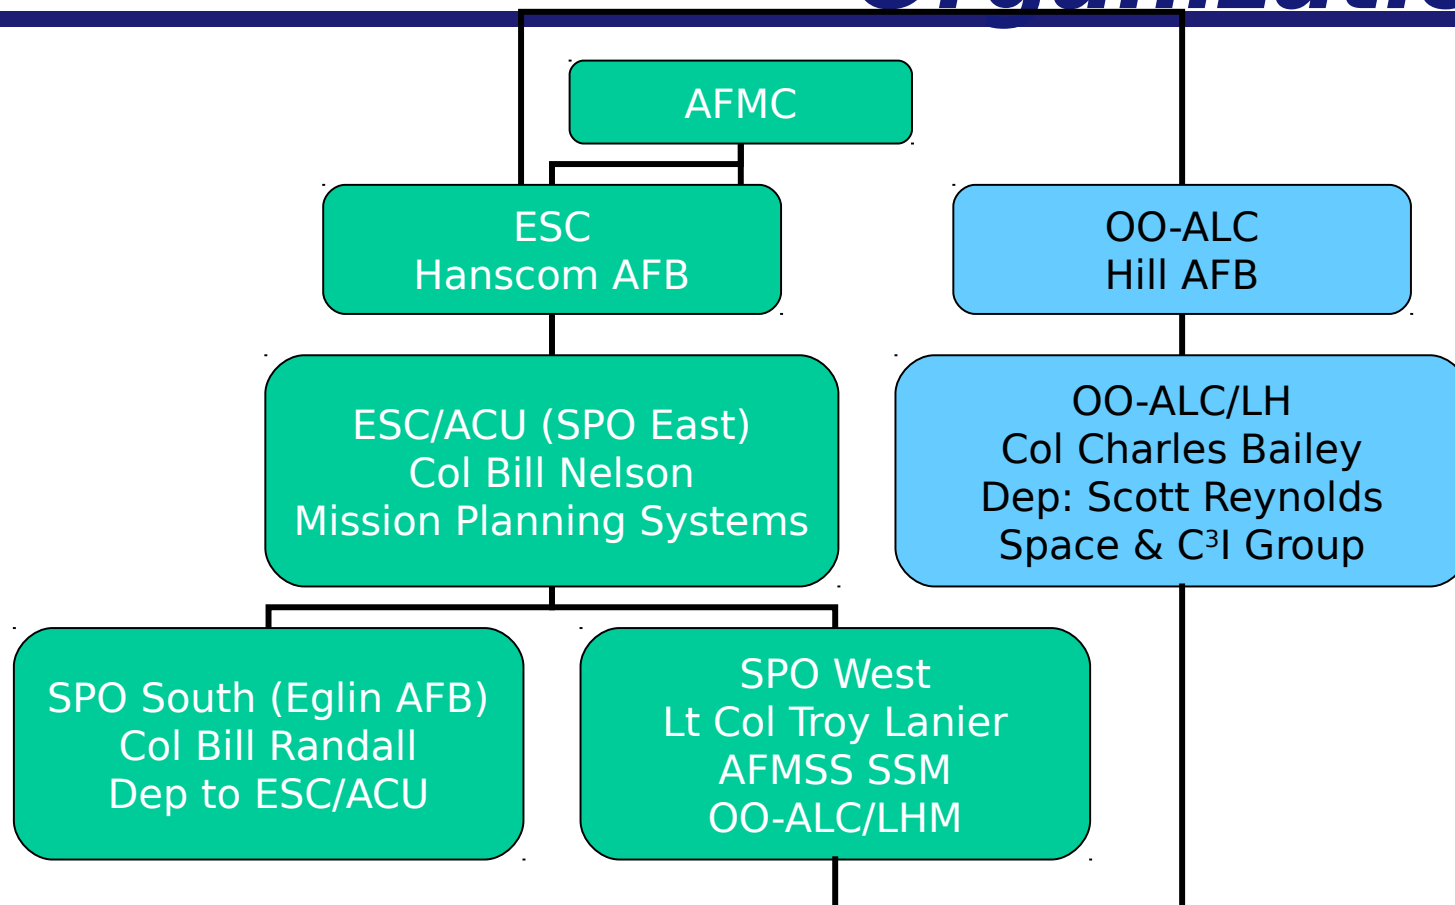 AFMC
ESC
Hanscom AFB
OO-ALC
Hill AFB
ESC/ACU (SPO East)
Col Bill Nelson
Mission Planning Systems
OO-ALC/LH
Col Charles Bailey
Dep: Scott Reynolds
Space & C³I Group
SPO South (Eglin AFB)
Col Bill Randall
Dep to ESC/ACU
SPO West
Lt Col Troy Lanier
AFMSS SSM
OO-ALC/LHM